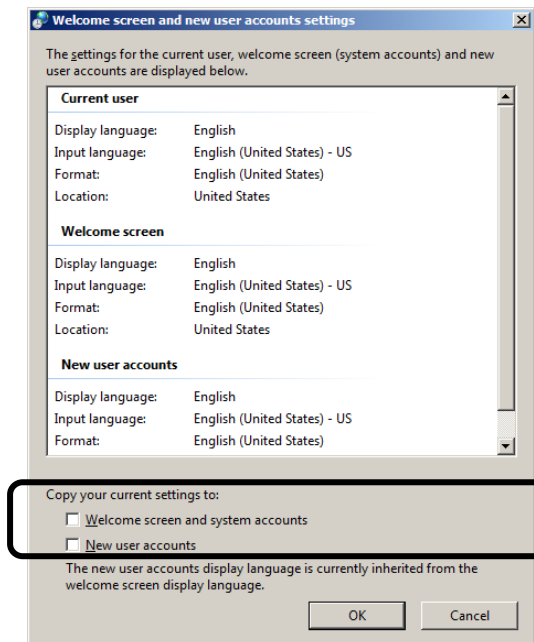 Welcome screen and new user accounts settings
The settings for the current user, welcome screen (system accounts) and new
user accounts are displayed below.
Current user
Display language: English
Input language: English (United States) - US
Format: English (United States)
Location: United States
Welcome screen
Display language: English
Input language: English (United States) - US
Format: English (United States)
Location: United States
New user accounts
Display language: English
Input language: English (United States) - US
Format: English (United States)
Copy your current settings to:
Welcome screen and system accounts
New user accounts
The new user accounts display language is currently inherited from the
welcome screen display language.
OK Cancel